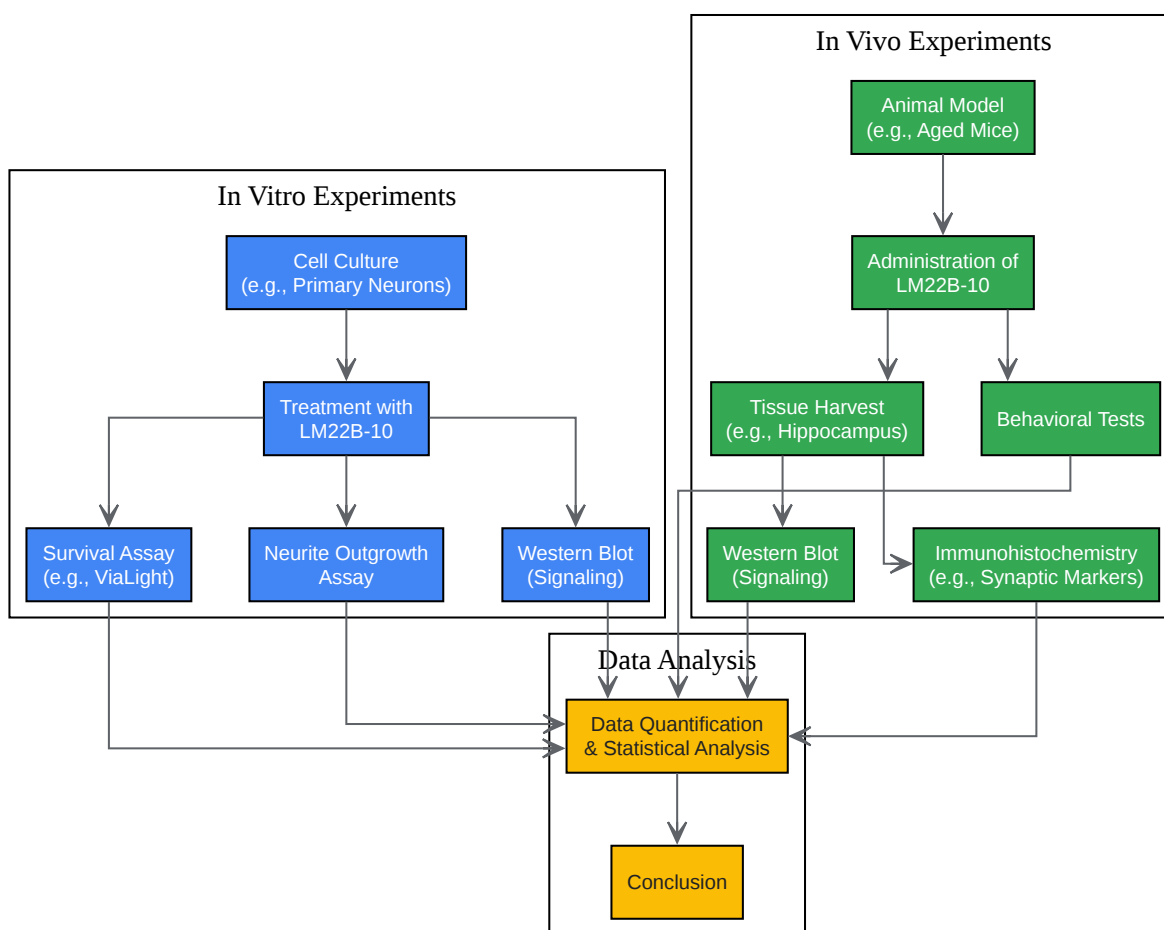 In Vivo Experiments
Animal Model
(e.g., Aged Mice)
Administration of
LM22B-10
Tissue Harvest
(e.g., Hippocampus)
Behavioral Tests
Western Blot
(Signaling)
Immunohistochemistry
(e.g., Synaptic Markers)
In Vitro Experiments
Cell Culture
(e.g., Primary Neurons)
Treatment with
LM22B-10
Survival Assay
(e.g., ViaLight)
Neurite Outgrowth
Assay
Western Blot
(Signaling)
Data Analysis
Data Quantification
& Statistical Analysis
Conclusion